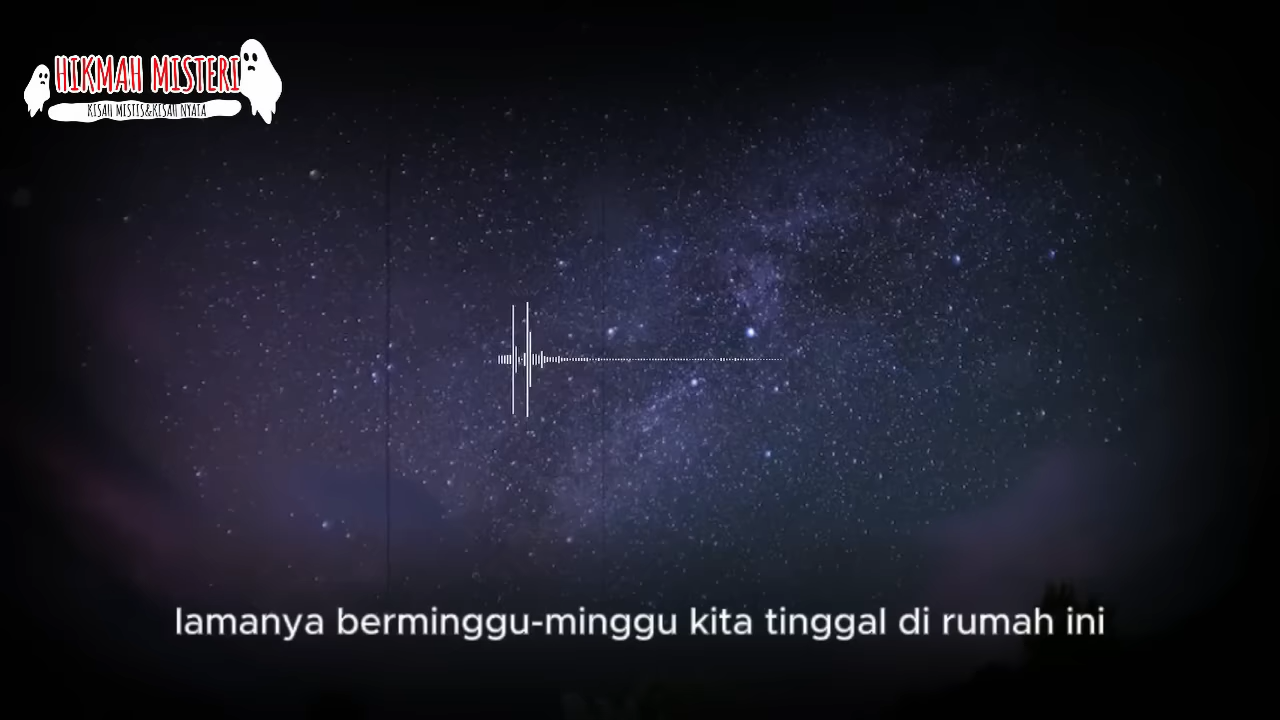 HIKMAH MISTERI
KISAH MISTIS&KISAH NYATA
lamanya berminggu-minggu kita tinggal di rumah ini